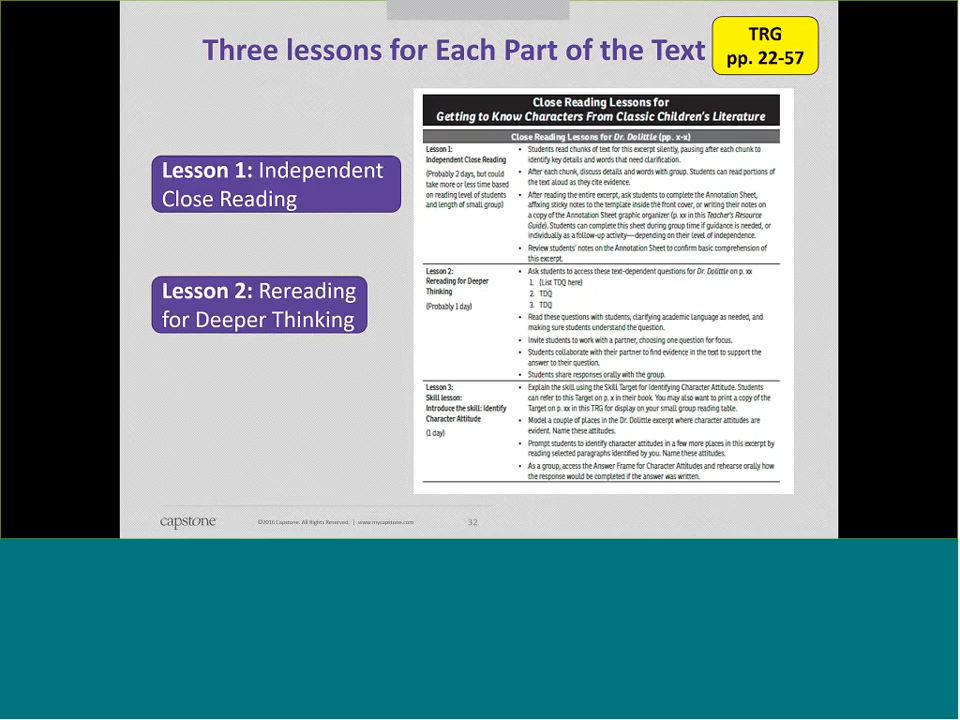 Three lessons for Each Part of the Text
TRG
pp. 22-57
Lesson 1: Independent
Close Reading
Lesson 2: Rereading
for Deeper Thinking
Close Reading Lessons for
Getting to Know Characters From Classic Children's Literature
Close Reading Lessons for Dr. Dolittle (pp. x-x)
Lesson 1:
Independent Close Reading
(Probably 2 days, but could
take more or less time based
on reading level of students
and length of small group)
• Students read chunks of text for this excerpt silently, pausing after each chunk to
identify key details and words that need clarification.
• After each chunk, discuss details and words with group. Students can read portions of
the text aloud as they cite evidence.
• After reading the entire excerpt, ask students to complete the Annotation Sheet,
affixing sticky notes to the template inside the front cover, or writing their notes on
a copy of the Annotation Sheet graphic organizer (p. xx in this Teacher's Resource
Guide). Students can complete this sheet during group time if guidance is needed, or
individually as a follow-up activity—depending on their level of independence.
• Review students' notes on the Annotation Sheet to confirm basic comprehension of
this excerpt.
Lesson 2:
Rereading for Deeper
Thinking
(Probably 1 day)
• Ask students to access these text-dependent questions for Dr. Dolittle on p. xx
1. (List TDQ here)
2. TDQ
3. TDQ
• Read these questions with students, clarifying academic language as needed, and
making sure students understand the question.
• Invite students to work with a partner, choosing one question for focus.
• Students collaborate with their partner to find evidence in the text to support the
answer to their question.
• Students share responses orally with the group.
Lesson 3:
Skill lesson:
Introduce the skill: Identify
Character Attitude
(1 day)
• Explain the skill using the Skill Target for Identifying Character Attitude. Students
can refer to this Target on p. x in their book. You may also want to print a copy of the
Target on p. xx in this TRG for display on your small group reading table.
• Model a couple of places in the Dr. Dolittle excerpt where character attitudes are
evident. Name these attitudes.
• Prompt students to identify character attitudes in a few more places in this excerpt by
reading selected paragraphs identified by you. Name these attitudes.
• As a group, access the Answer Frame for Character Attitudes and rehearse orally how
the response would be completed if the answer was written.
capstone
©2016 Capstone. All Rights Reserved. | www.mycapstone.com
32